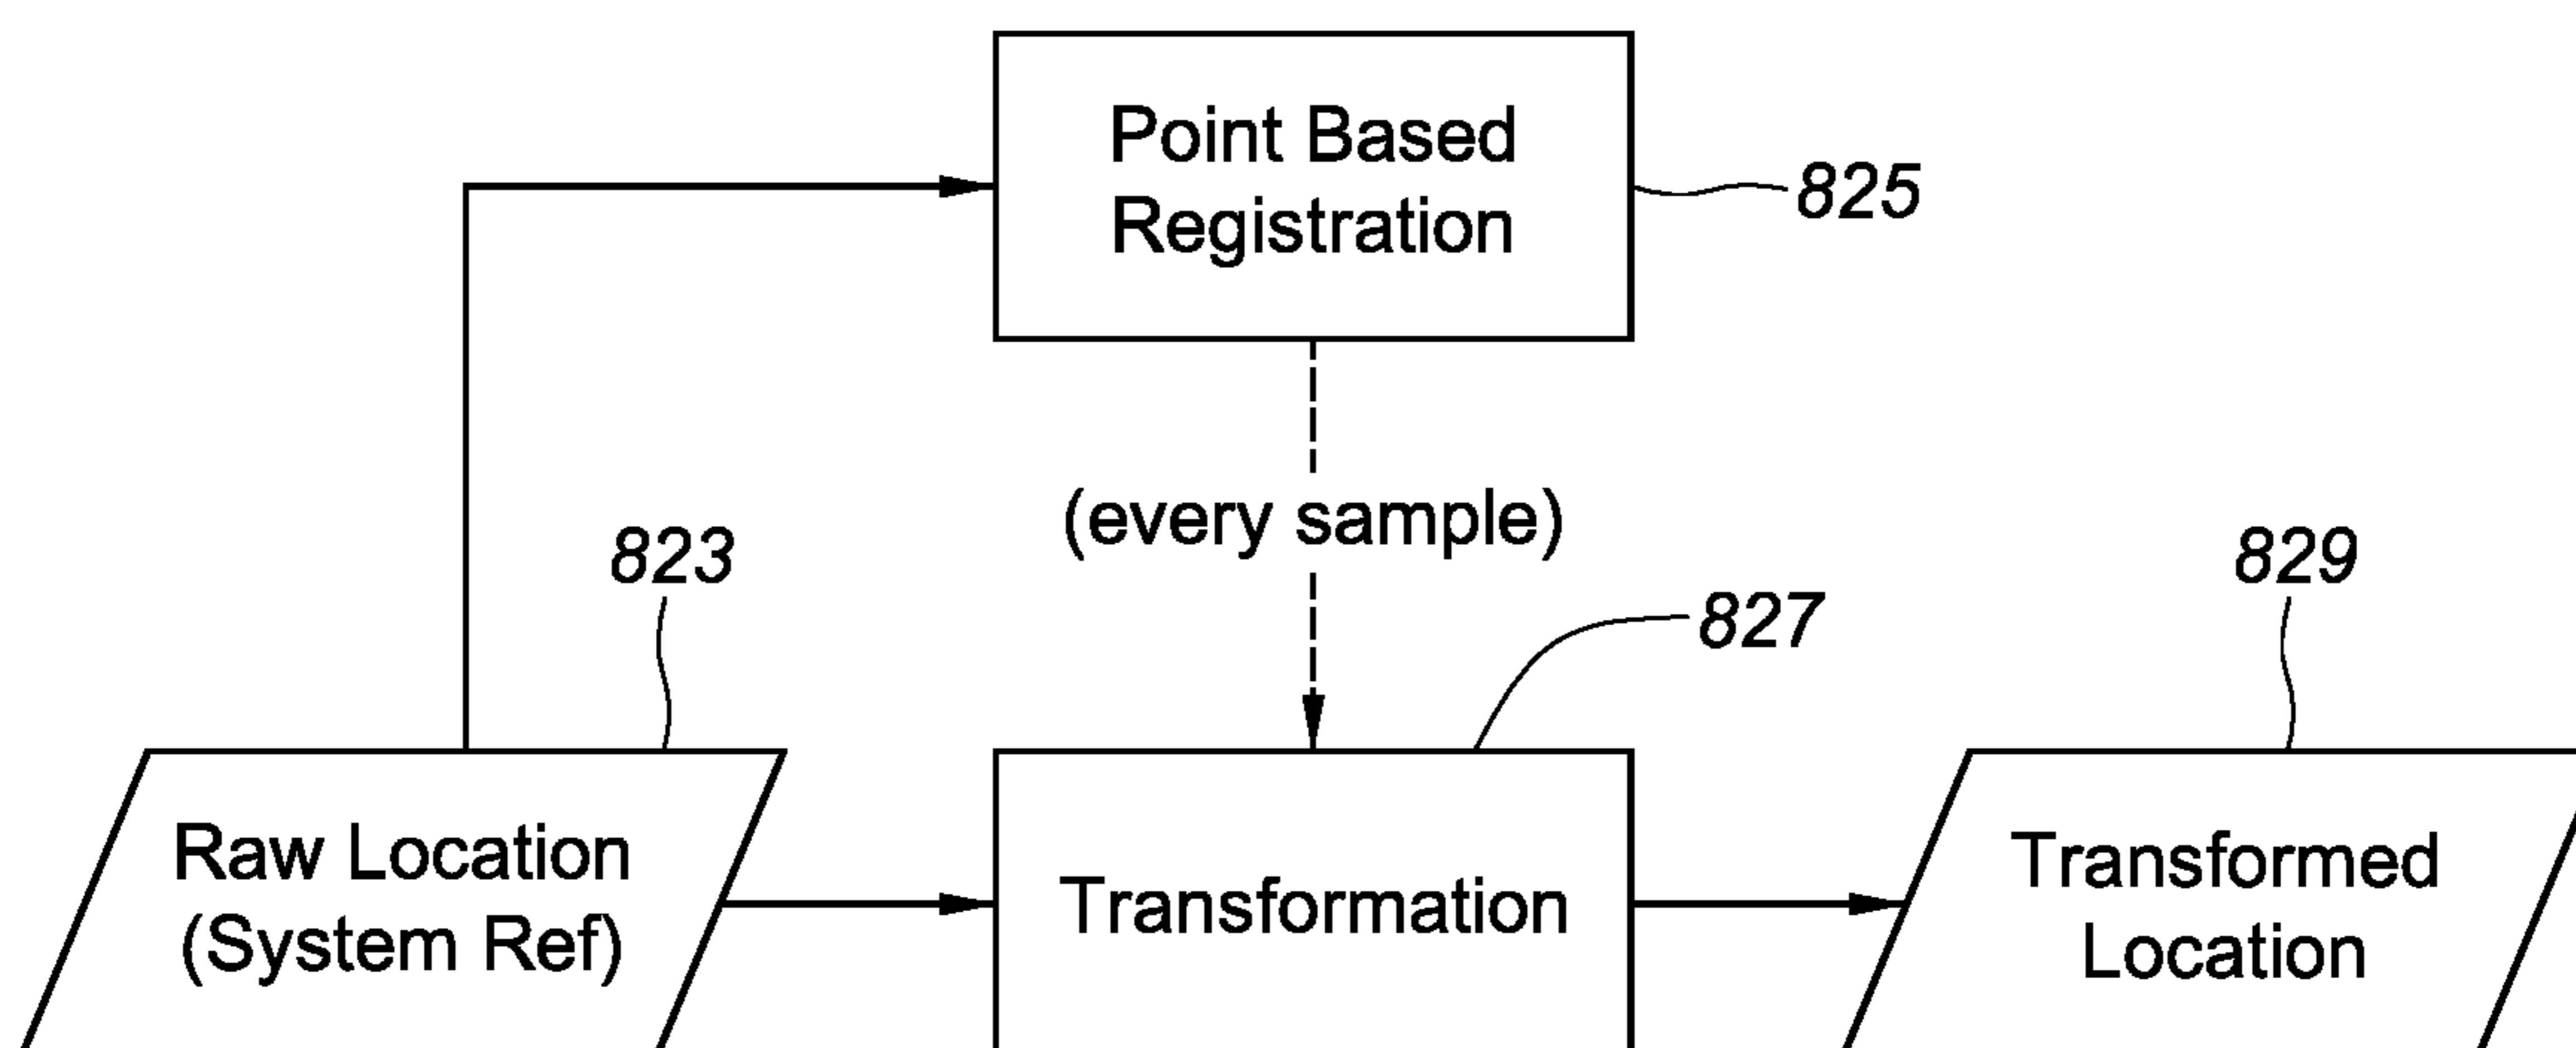 Point Based
Registration
825
(every sample)
823
829
827
Raw Location
(System Ref)
Transformation
Transformed
Location